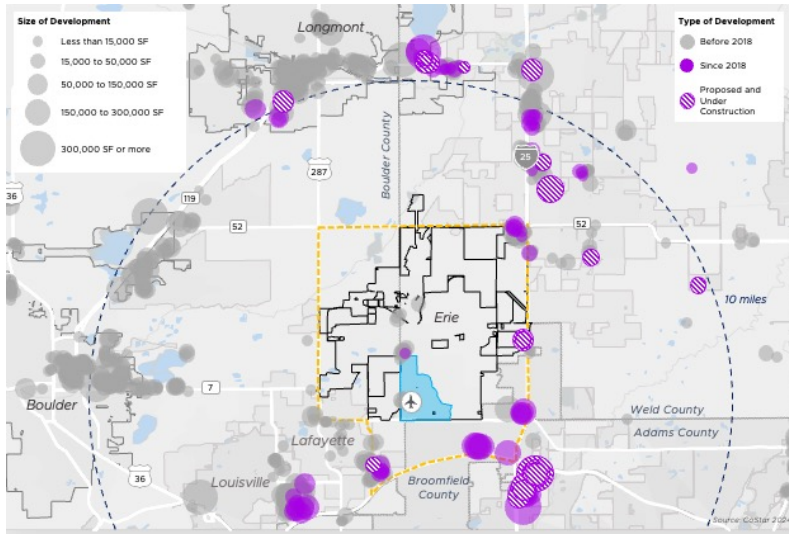 Size of Development
Less than 15,000 SF
15,000 to 50,000 SF
50,000 to 150,000 SF
150,000 to 300,000 SF
300,000 SF or more
Type of Development
Before 2018
Since 2018
Proposed and
Under
Construction
Longmont
Boulder County
287
25
36
119
52
52
10 miles
Erie
7
Boulder
Weld County
Adams County
Lafayette
Louisville
36
Broomfield
County
Source: CoStar 2024